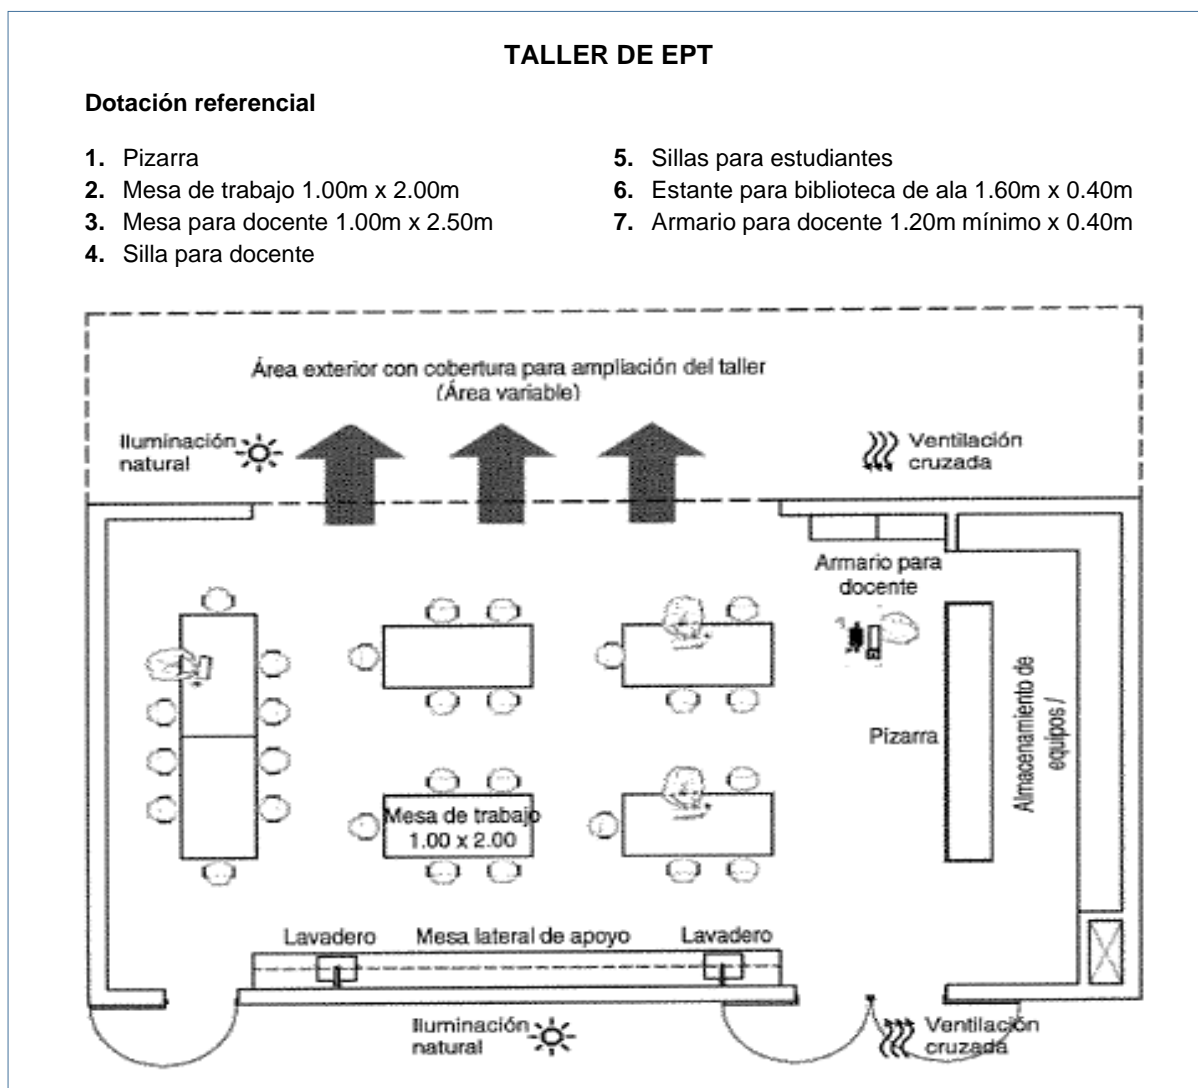 TALLER DE EPT
Dotación referencial
1. Pizarra
2. Mesa de trabajo 1.00m x 2.00m
3. Mesa para docente 1.00m x 2.50m
4. Silla para docente
5. Sillas para estudiantes
6. Estante para biblioteca de ala 1.60m x 0.40m
7. Armario para docente 1.20m mínimo x 0.40m
Área exterior con cobertura para ampliación del taller
(Área variable)
Iluminación
natural
Ventilación
cruzada
Armario para
docente
Pizarra
Almacenamiento de
equipos /
Mesa de trabajo
1.00 x 2.00
Lavadero
Mesa lateral de apoyo
Lavadero
Iluminación
natural
Ventilación
cruzada